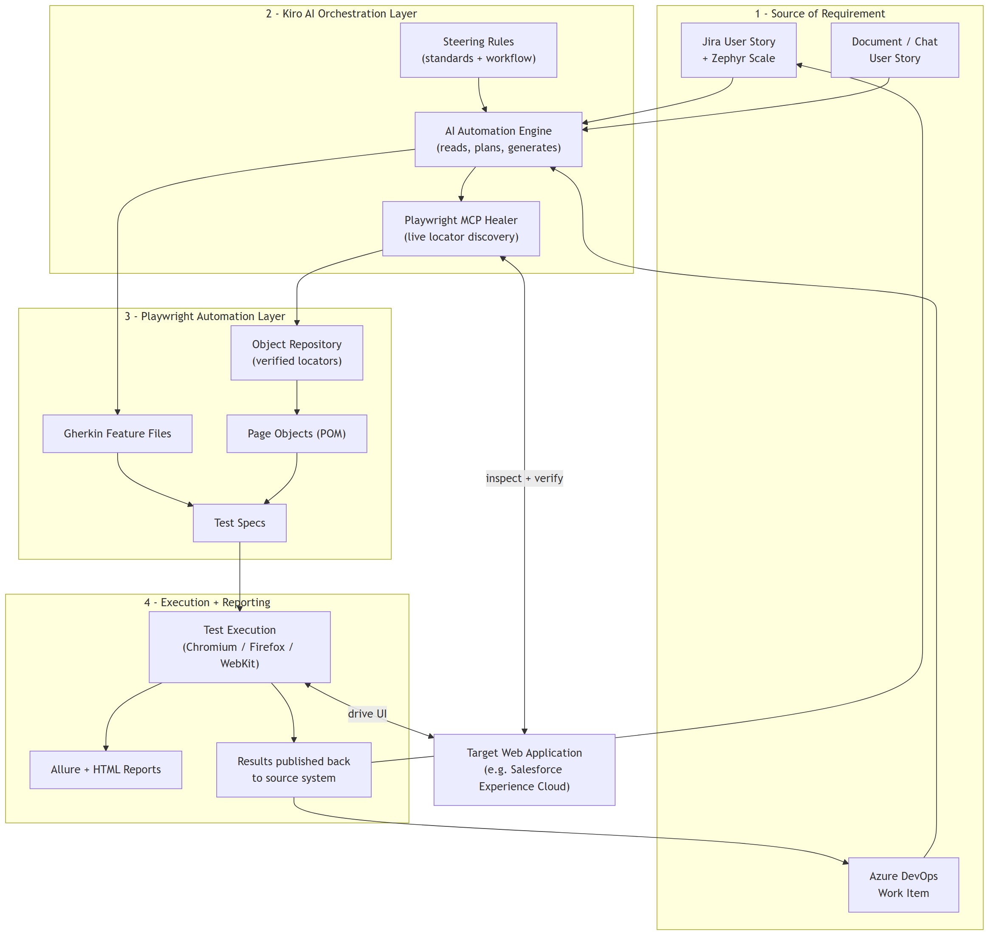 2 - Kiro AI Orchestration Layer
Steering Rules
(standards + workflow)
AI Automation Engine
(reads, plans, generates)
Playwright MCP Healer
(live locator discovery)
1 - Source of Requirement
Jira User Story
+ Zephyr Scale
Document / Chat
User Story
3 - Playwright Automation Layer
Object Repository
(verified locators)
Gherkin Feature Files
Page Objects (POM)
Test Specs
inspect + verify
4 - Execution + Reporting
Test Execution
(Chromium / Firefox /
WebKit)
drive UI
Allure + HTML Reports
Results published back
to source system
Target Web Application
(e.g. Salesforce
Experience Cloud)
Azure DevOps
Work Item